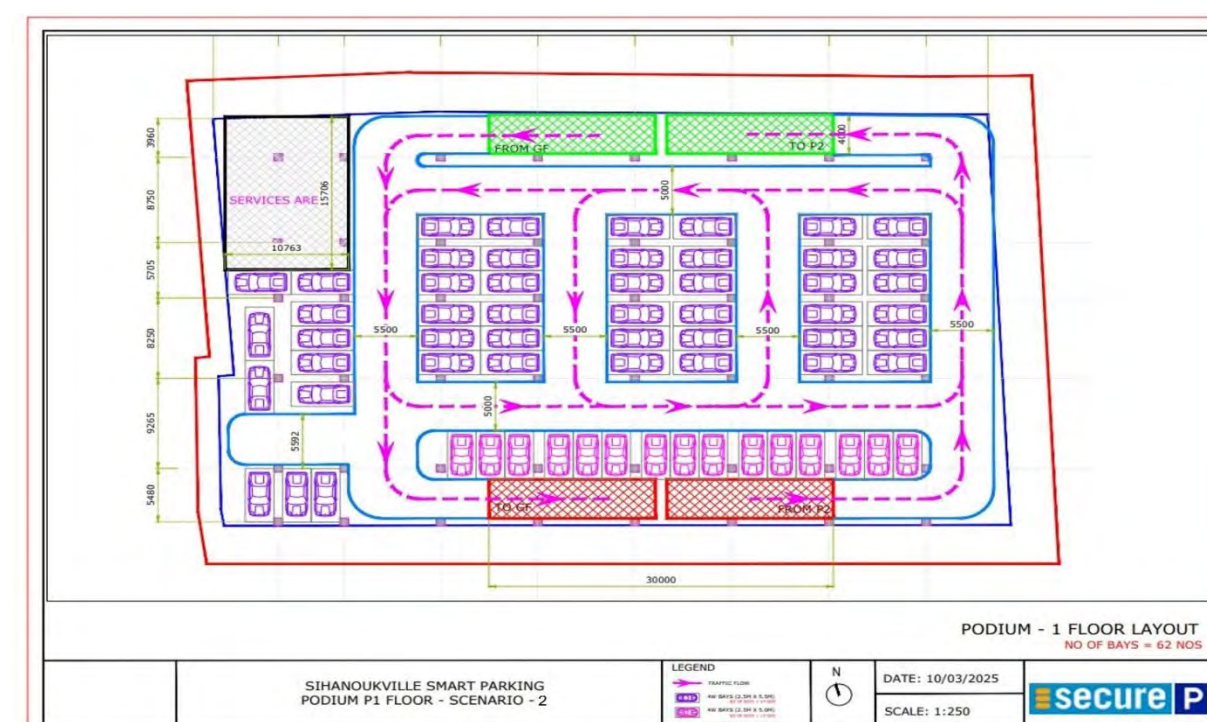 FROM GF
TO P2
4000
3960
8750
5705
8250
9265
5480
SERVICES ARE
15706
10763
5000
5500
5500
5500
5500
5000
5592
TO GF
FROM P2
30000
PODIUM - 1 FLOOR LAYOUT
NO OF BAYS = 62 NOS
SIHANOUKVILLE SMART PARKING
PODIUM P1 FLOOR - SCENARIO - 2
LEGEND
TRAFFIC FLOW
4W BAYS (2.5M X 5.5M)
4W BAYS (2.5M X 5.0M)
N
DATE: 10/03/2025
SCALE: 1:250
secure P